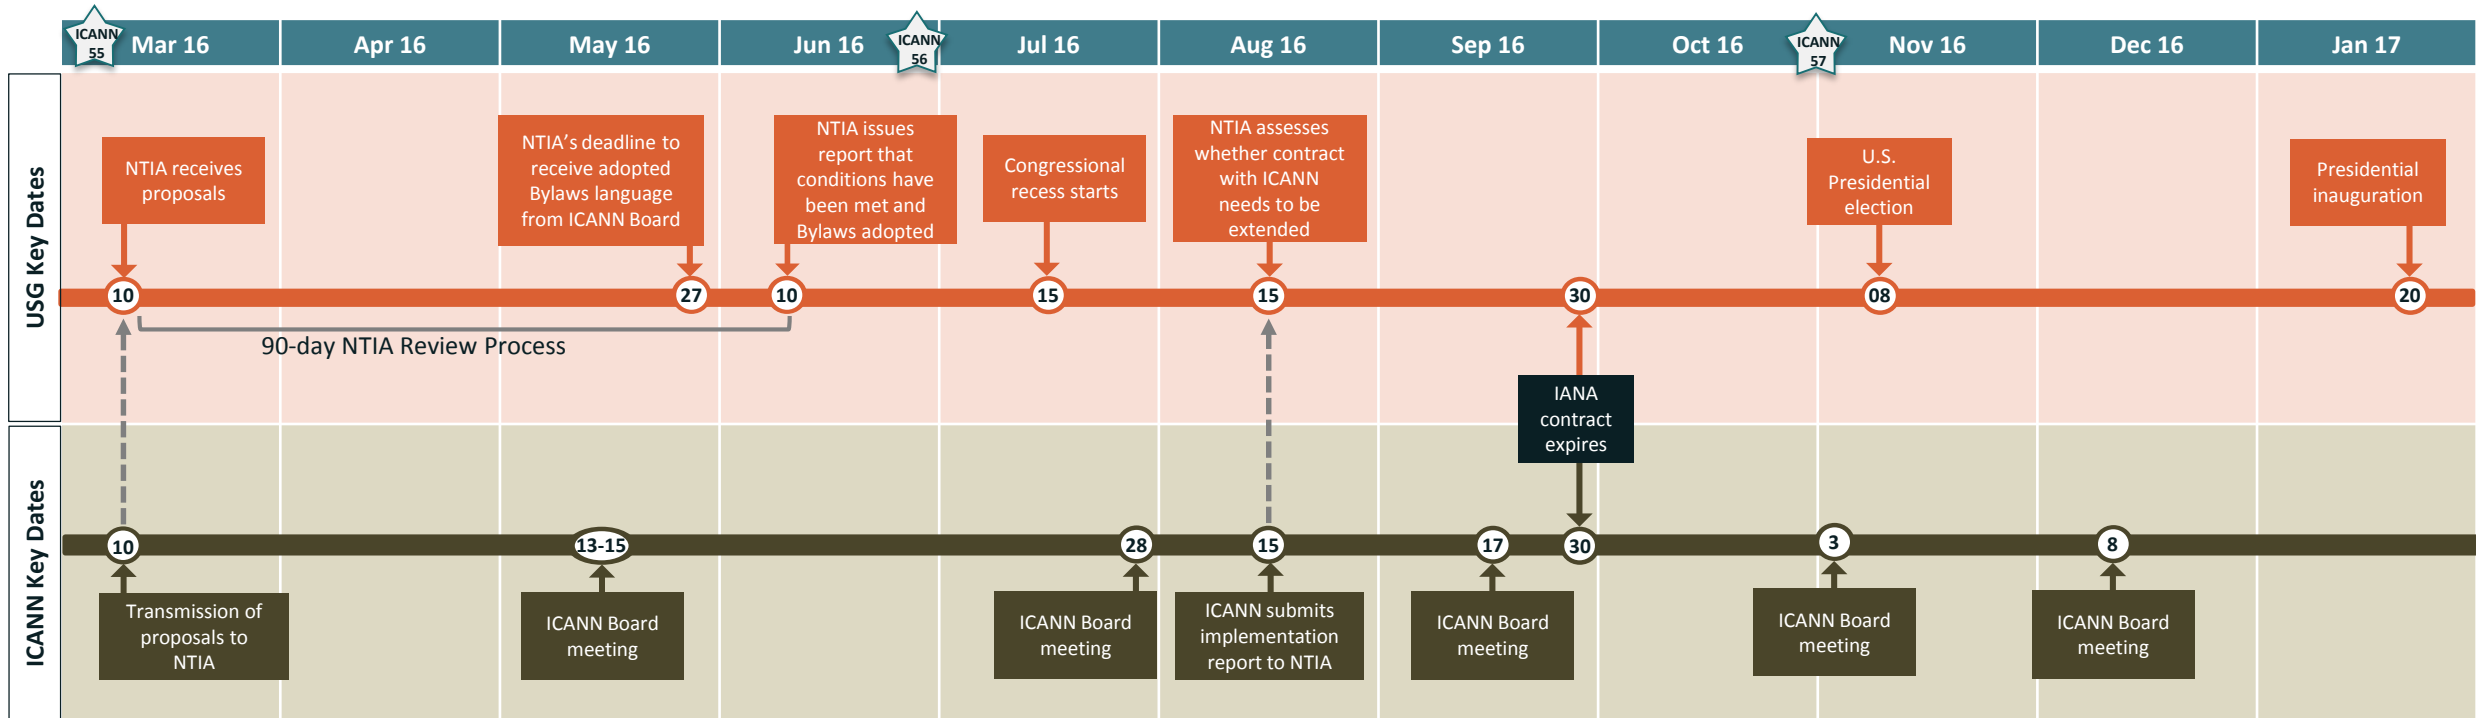 ICANN
55
Mar 16
Apr 16
May 16
Jun 16
ICANN
56
Jul 16
Aug 16
Sep 16
Oct 16
ICANN
57
Nov 16
Dec 16
Jan 17
USG Key Dates
NTIA receives
proposals
NTIA's deadline to
receive adopted
Bylaws language
from ICANN Board
NTIA issues
report that
conditions have
been met and
Bylaws adopted
Congressional
recess starts
NTIA assesses
whether contract
with ICANN
needs to be
extended
U.S.
Presidential
election
Presidential
inauguration
10
27
10
15
15
30
08
20
90-day NTIA Review Process
IANA
contract
expires
ICANN Key Dates
10
13-15
28
15
17
30
3
8
Transmission of
proposals to
NTIA
ICANN Board
meeting
ICANN Board
meeting
ICANN submits
implementation
report to NTIA
ICANN Board
meeting
ICANN Board
meeting
ICANN Board
meeting